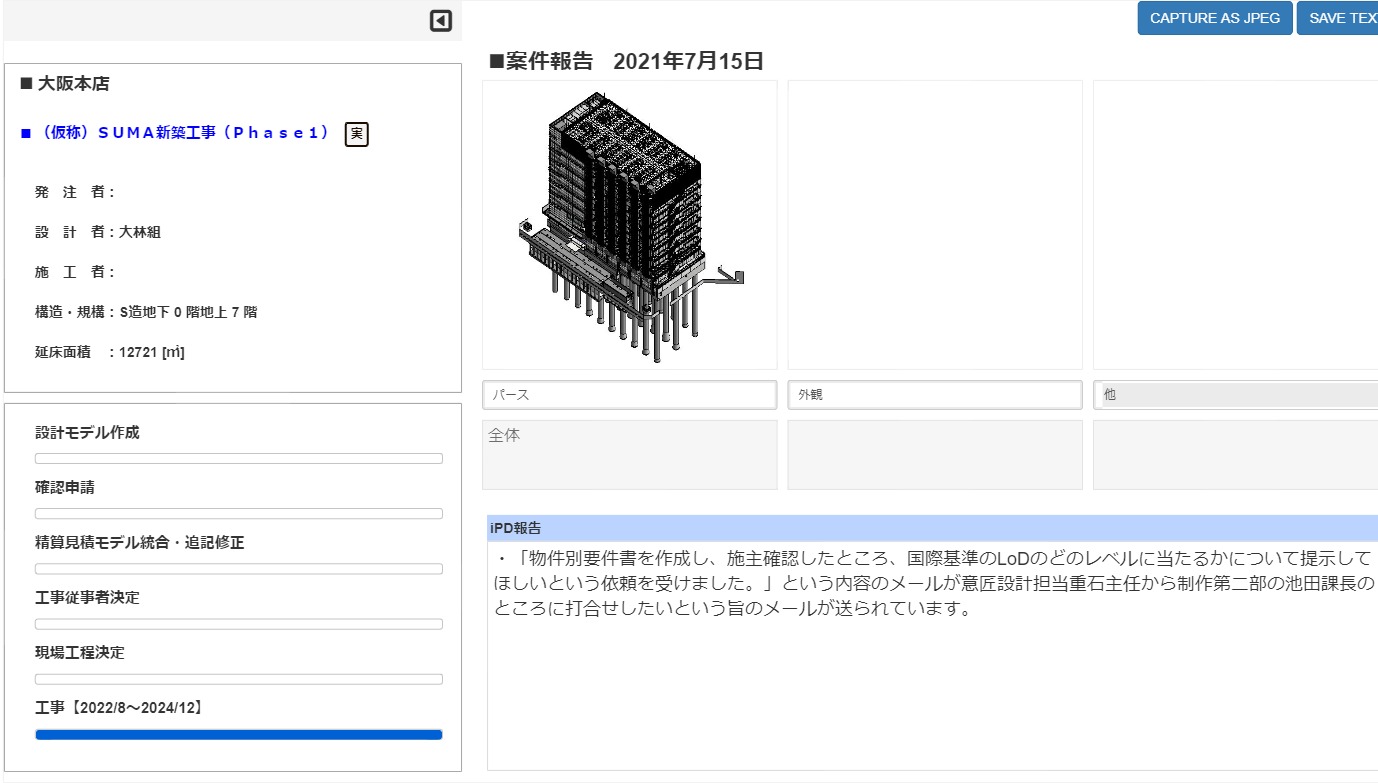 CAPTURE AS JPEG
SAVE TEX
■ 大阪本店
■ （仮称）ＳＵＭＡ新築工事（Ｐｈａｓｅ１） 実
発　注　者：
設　計　者：大林組
施　工　者：
構造・規構：S造地下 0 階地上 7 階
延床面積　：12721 [㎡]
設計モデル作成
確認申請
精算見積モデル統合・追記修正
工事従事者決定
現場工程決定
工事【2022/8～2024/12】
■案件報告　2021年7月15日
パース
外観
他
全体
iPD報告
・「物件別要件書を作成し、施主確認したところ、国際基準のLoDのどのレベルに当たるかについて提示して
ほしいという依頼を受けました。」という内容のメールが意匠設計担当重石主任から制作第二部の池田課長の
ところに打合せしたいという旨のメールが送られています。